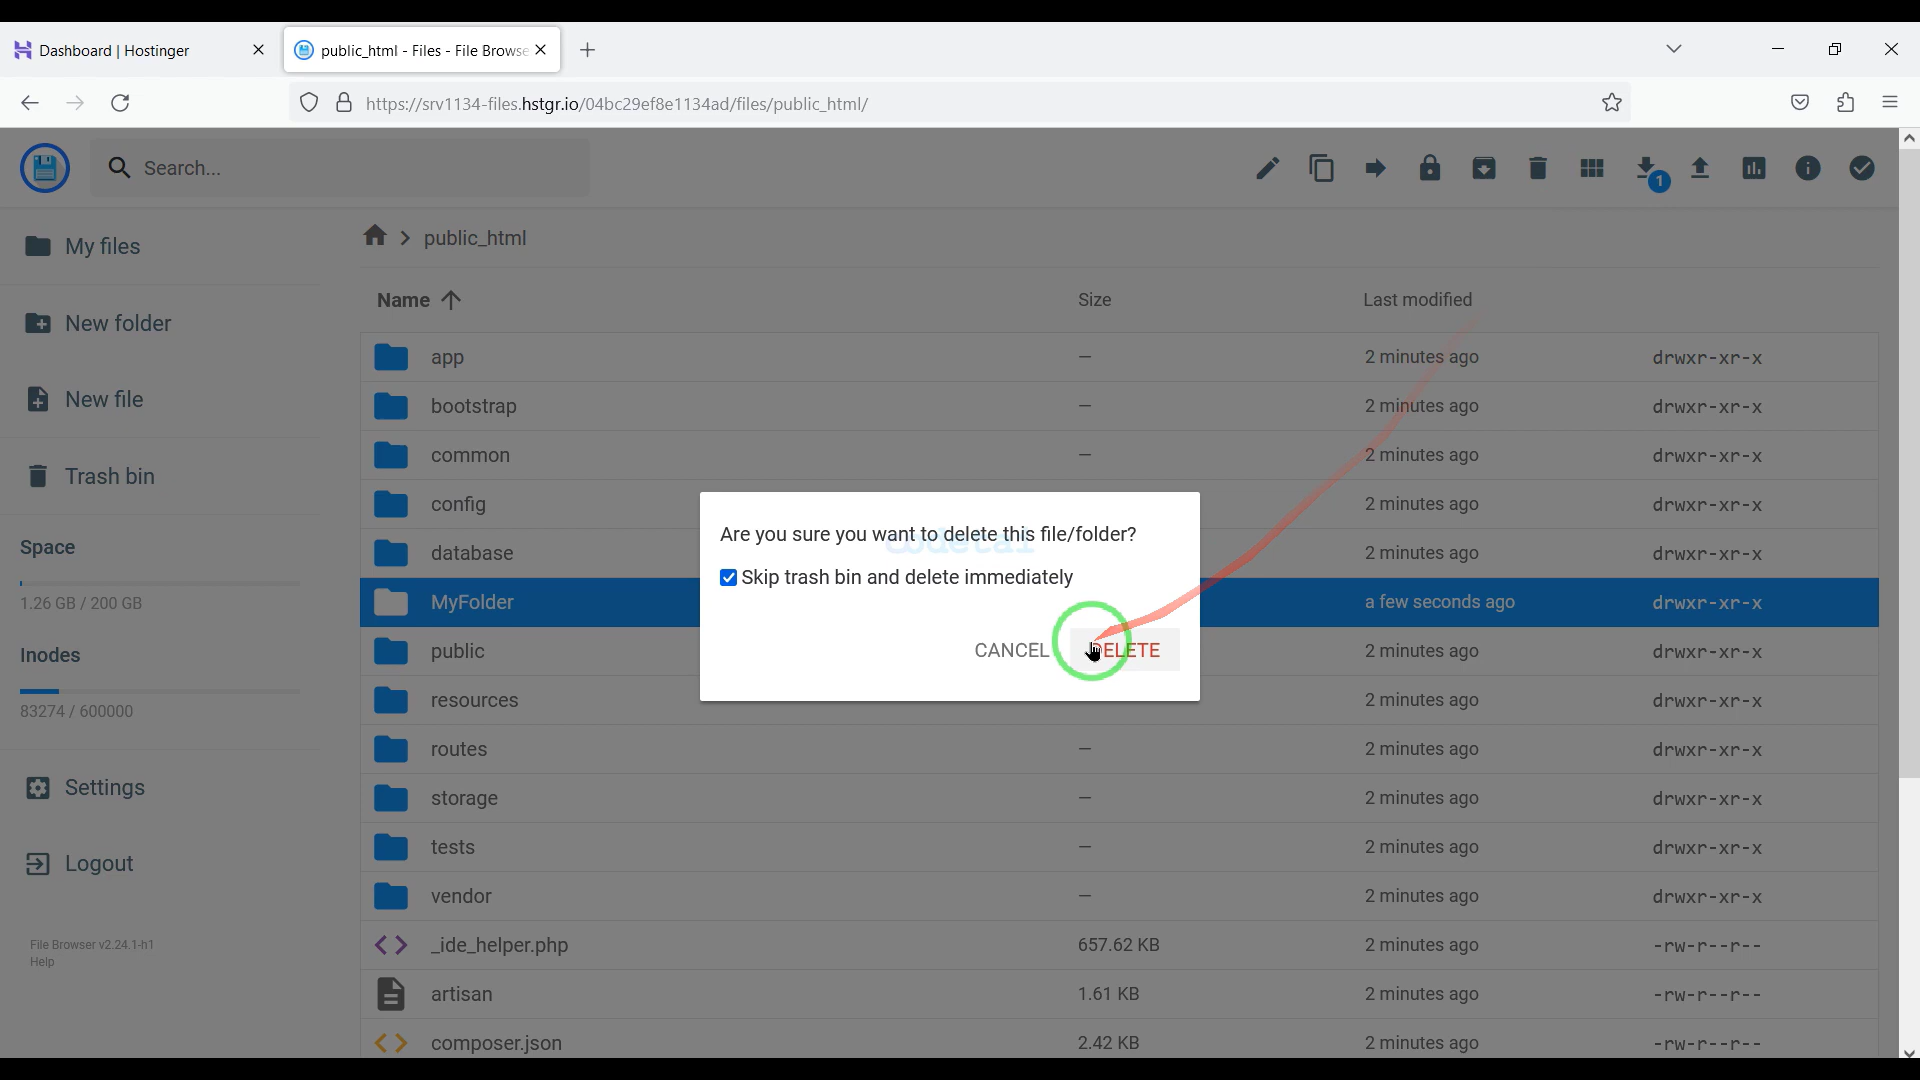 Dashboard | Hostinger
public_html - Files - File Browse
https://srv1134-files.hstgr.io/04bc29ef8e1134ad/files/public_html/
Search...
1
My files
New folder
New file
Trash bin
Space
1.26 GB / 200 GB
Inodes
83274 / 600000
Settings
Logout
File Browser v2.24.1-h1
Help
public_html
Name Size Last modified
app – 2 minutes ago drwxr-xr-x
bootstrap – 2 minutes ago drwxr-xr-x
common – 2 minutes ago drwxr-xr-x
config 2 minutes ago drwxr-xr-x
database 2 minutes ago drwxr-xr-x
MyFolder a few seconds ago drwxr-xr-x
public 2 minutes ago drwxr-xr-x
resources 2 minutes ago drwxr-xr-x
routes – 2 minutes ago drwxr-xr-x
storage – 2 minutes ago drwxr-xr-x
tests – 2 minutes ago drwxr-xr-x
vendor – 2 minutes ago drwxr-xr-x
_ide_helper.php 657.62 KB 2 minutes ago -rw-r--r--
artisan 1.61 KB 2 minutes ago -rw-r--r--
composer.json 2.42 KB 2 minutes ago -rw-r--r--
Are you sure you want to delete this file/folder?
Skip trash bin and delete immediately
CANCEL DELETE